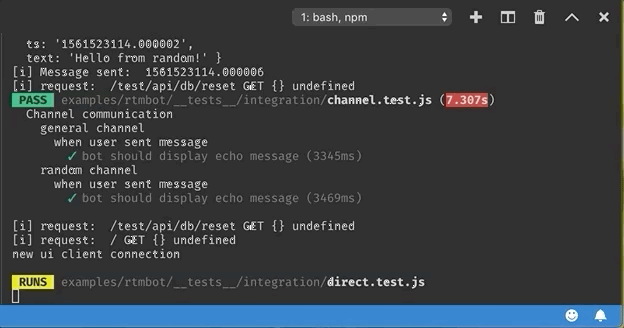 1: bash, npm
ts: '1561523114.000002',
text: 'Hello from random!' }
[i] Message sent:  1561523114.000006
[i] request:  /test/api/db/reset GET {} undefined
PASS examples/rtmbot/__tests__/integration/channel.test.js (7.307s)
Channel communication
general channel
when user sent message
✓ bot should display echo message (3345ms)
random channel
when user sent message
✓ bot should display echo message (3469ms)
[i] request:  /test/api/db/reset GET {} undefined
[i] request:  / GET {} undefined
new ui client connection
RUNS examples/rtmbot/__tests__/integration/direct.test.js